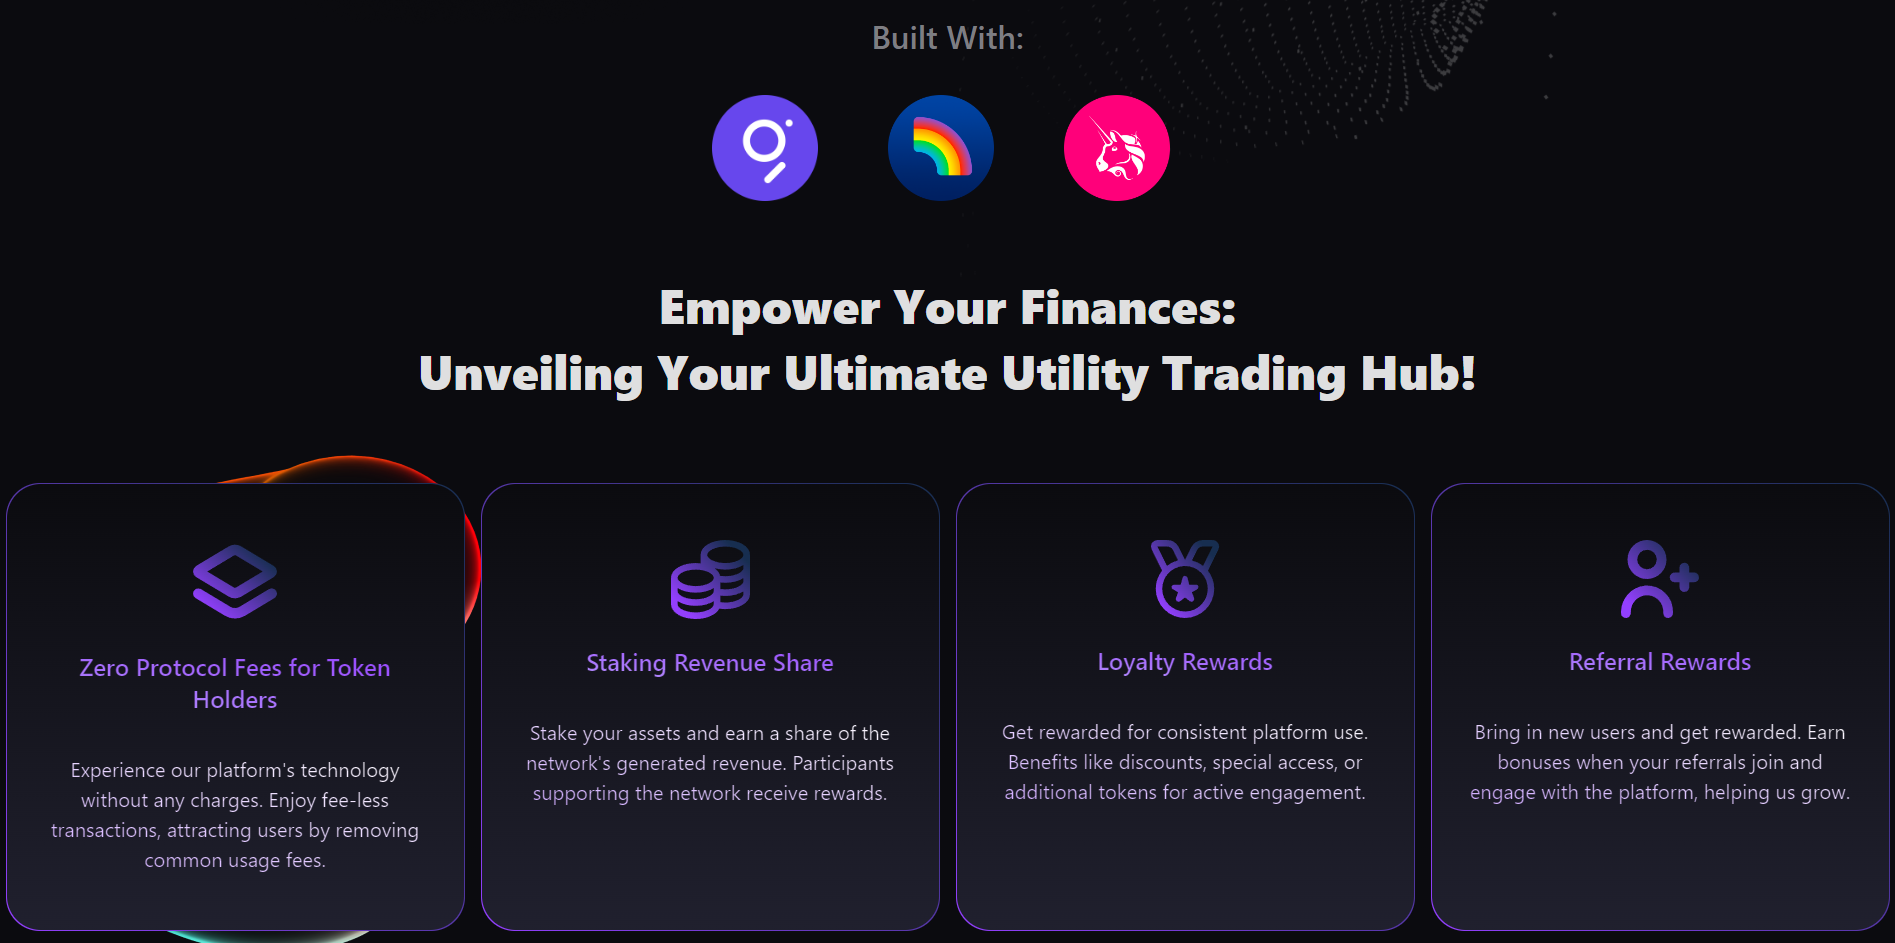 Built With:
Empower Your Finances:
Unveiling Your Ultimate Utility Trading Hub!
Zero Protocol Fees for Token
Holders
Experience our platform's technology
without any charges. Enjoy fee-less
transactions, attracting users by removing
common usage fees.
Staking Revenue Share
Stake your assets and earn a share of the
network's generated revenue. Participants
supporting the network receive rewards.
Loyalty Rewards
Get rewarded for consistent platform use.
Benefits like discounts, special access, or
additional tokens for active engagement.
Referral Rewards
Bring in new users and get rewarded. Earn
bonuses when your referrals join and
engage with the platform, helping us grow.